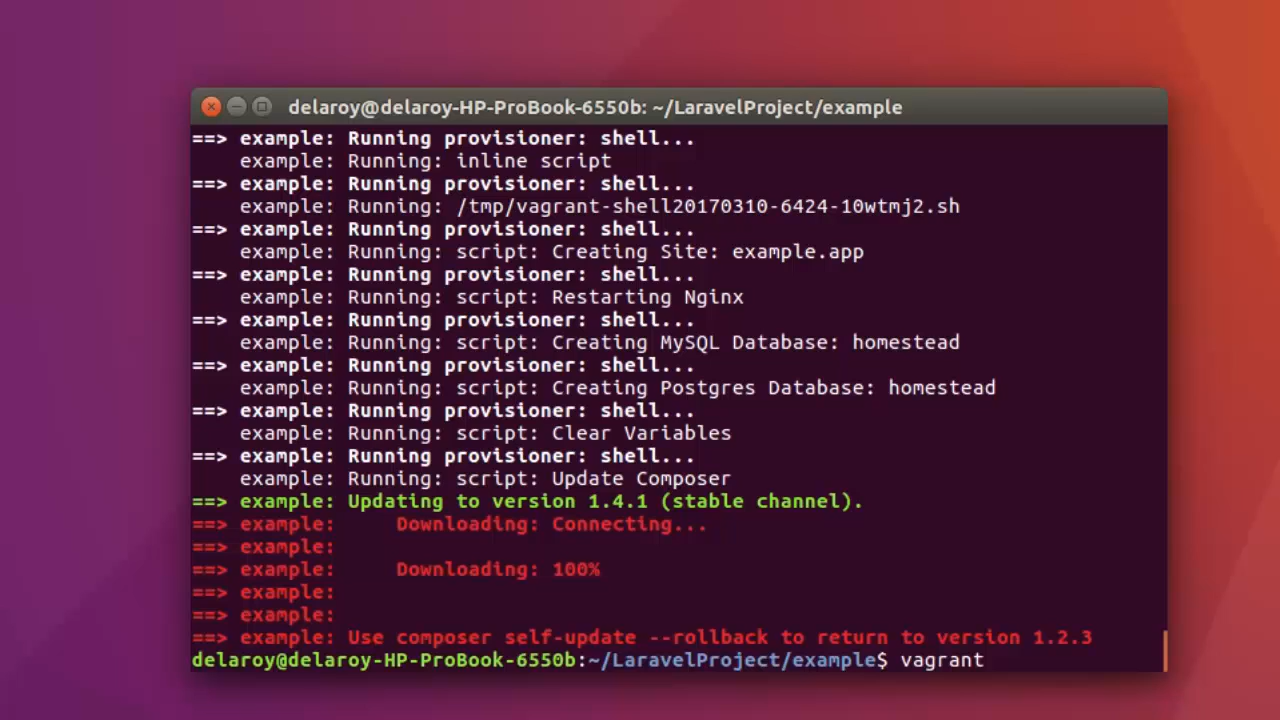 delaroy@delaroy-HP-ProBook-6550b: ~/LaravelProject/example
==> example: Running provisioner: shell...
    example: Running: inline script
==> example: Running provisioner: shell...
    example: Running: /tmp/vagrant-shell20170310-6424-10wtmj2.sh
==> example: Running provisioner: shell...
    example: Running: script: Creating Site: example.app
==> example: Running provisioner: shell...
    example: Running: script: Restarting Nginx
==> example: Running provisioner: shell...
    example: Running: script: Creating MySQL Database: homestead
==> example: Running provisioner: shell...
    example: Running: script: Creating Postgres Database: homestead
==> example: Running provisioner: shell...
    example: Running: script: Clear Variables
==> example: Running provisioner: shell...
    example: Running: script: Update Composer
==> example: Updating to version 1.4.1 (stable channel).
==> example:     Downloading: Connecting...
==> example:
==> example:     Downloading: 100%
==> example:
==> example:
==> example: Use composer self-update --rollback to return to version 1.2.3
delaroy@delaroy-HP-ProBook-6550b:~/LaravelProject/example$ vagrant